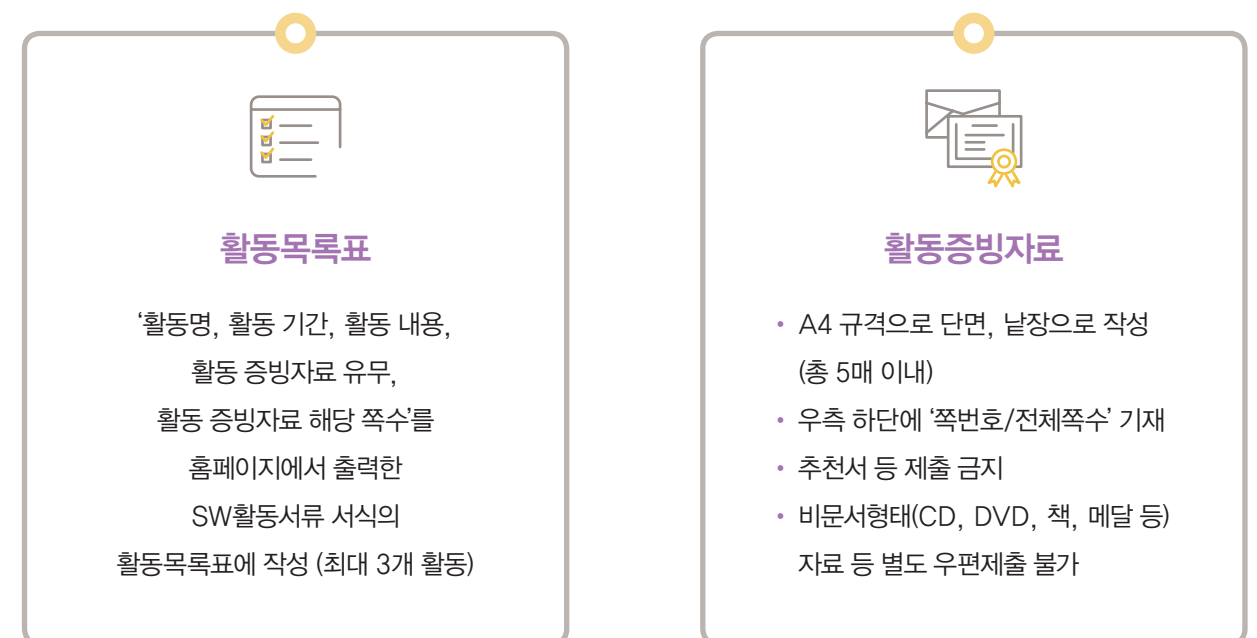 활동목록표
‘활동명, 활동 기간, 활동 내용,
활동 증빙자료 유무,
활동 증빙자료 해당 쪽수’를
홈페이지에서 출력한
SW활동서류 서식의
활동목록표에 작성 (최대 3개 활동)
활동증빙자료
• A4 규격으로 단면, 낱장으로 작성
(총 5매 이내)
• 우측 하단에 ‘쪽번호/전체쪽수’ 기재
• 추천서 등 제출 금지
• 비문서형태(CD, DVD, 책, 메달 등)
자료 등 별도 우편제출 불가